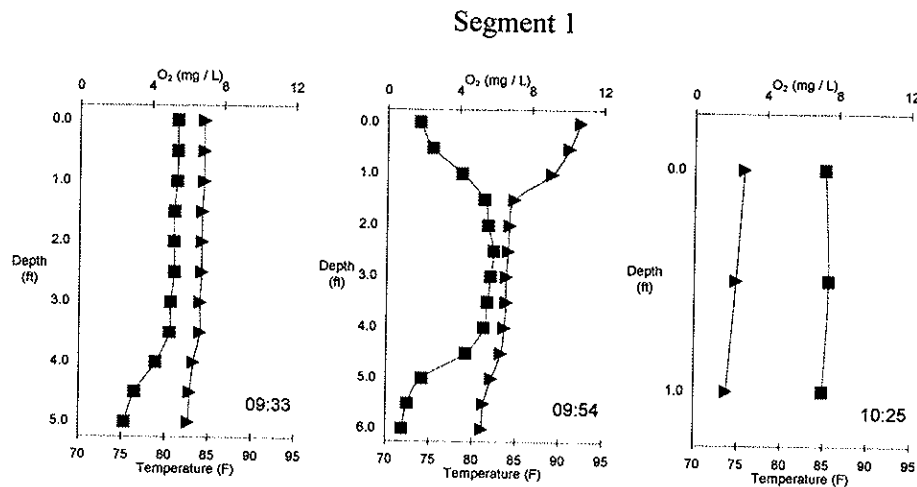 Segment 1
O₂ (mg / L)
0 4 8 12
0.0
1.0
2.0
Depth
(ft)
3.0
4.0
5.0
09:33
70 75 80 85 90 95
Temperature (F)
O₂ (mg / L)
0 4 8 12
0.0
1.0
2.0
Depth
(ft)
3.0
4.0
5.0
6.0
09:54
70 75 80 85 90 95
Temperature (F)
O₂ (mg / L)
0 4 8 12
0.0
Depth
(ft)
1.0
10:25
70 75 80 85 90 95
Temperature (F)